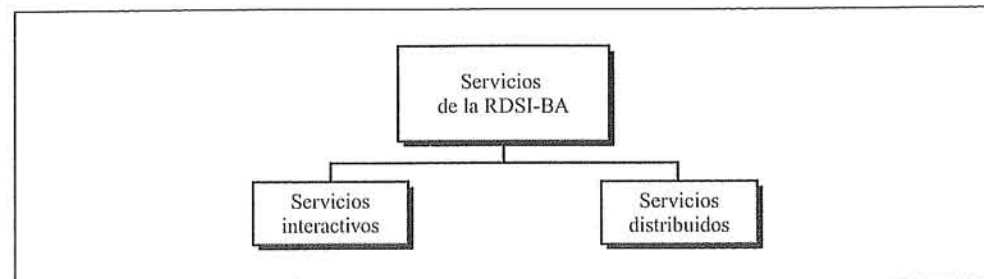 Servicios
de la RDSI-BA
Servicios
interactivos
Servicios
distribuidos